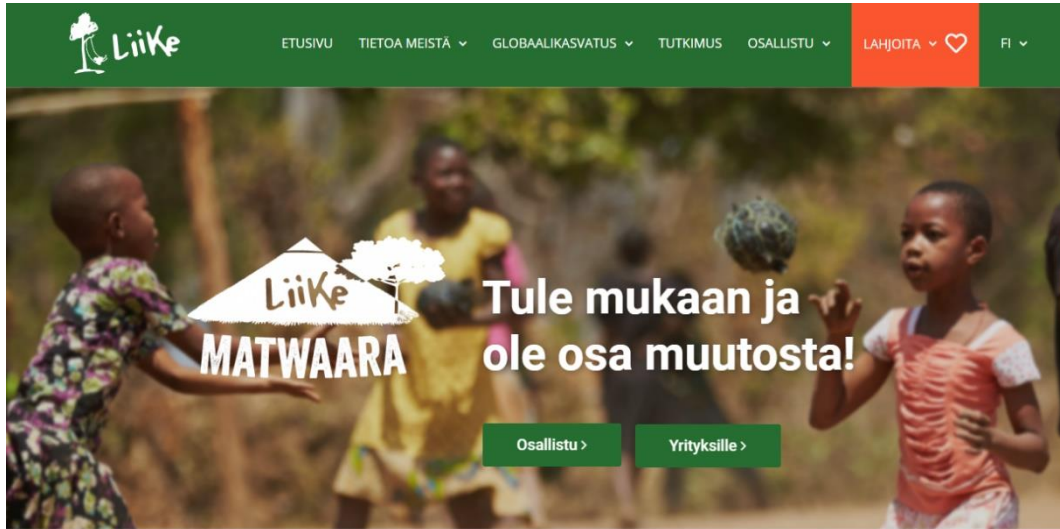 LiiKe
ETUSIVU TIETOA MEISTÄ GLOBAALIKASVATUS TUTKIMUS OSALLISTU LAHJOITA FI
LiiKe
MATWAARA
Tule mukaan ja
ole osa muutosta!
Osallistu > Yrityksille >